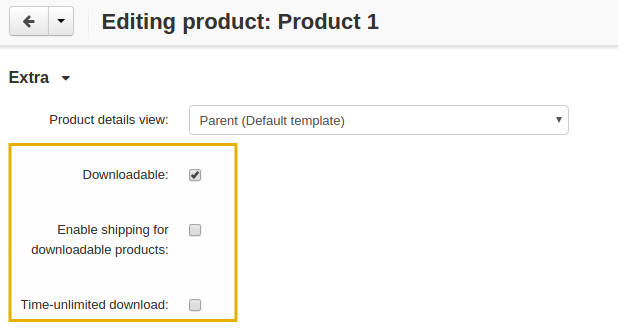 Editing product: Product 1
Extra
Product details view: Parent (Default template)
Downloadable:
Enable shipping for
downloadable products:
Time-unlimited download: